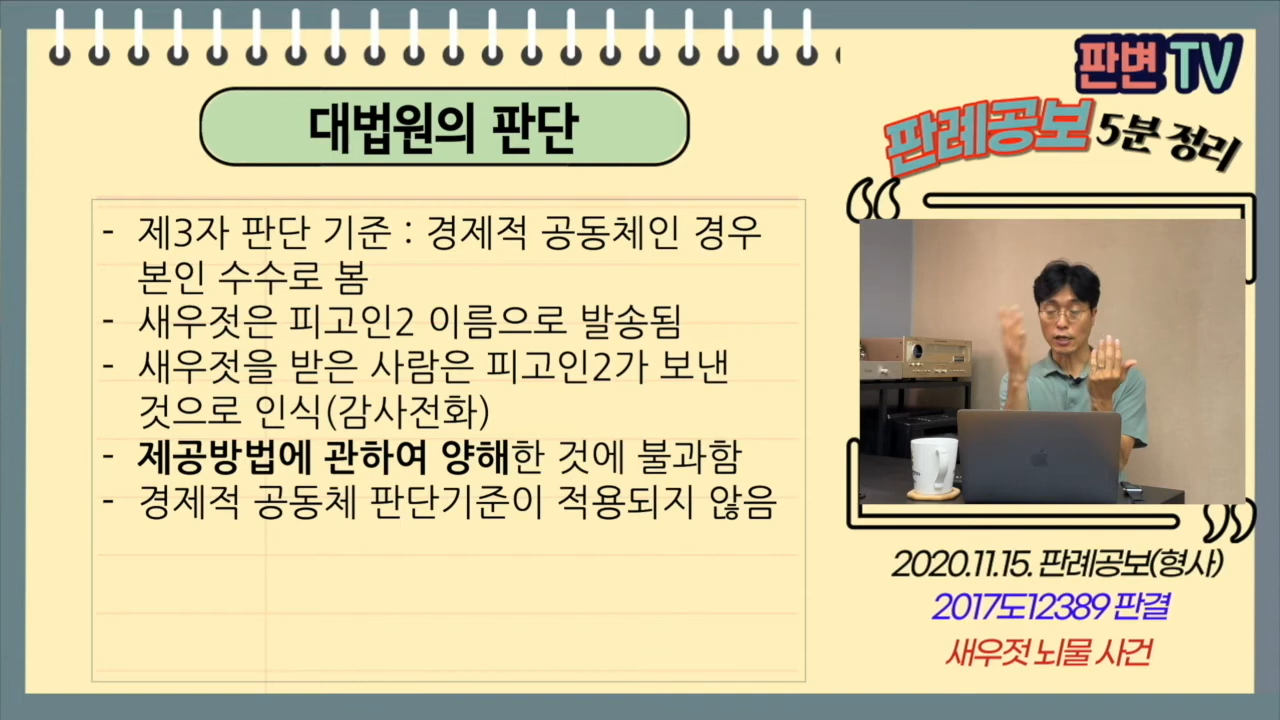 대법원의 판단
- 제3자 판단 기준 : 경제적 공동체인 경우
본인 수수로 봄
- 새우젓은 피고인2 이름으로 발송됨
- 새우젓을 받은 사람은 피고인2가 보낸
것으로 인식(감사전화)
- 제공방법에 관하여 양해한 것에 불과함
- 경제적 공동체 판단기준이 적용되지 않음
판변 TV
판례공보 5분 정리
2020.11.15. 판례공보(형사)
2017도12389 판결
새우젓 뇌물 사건